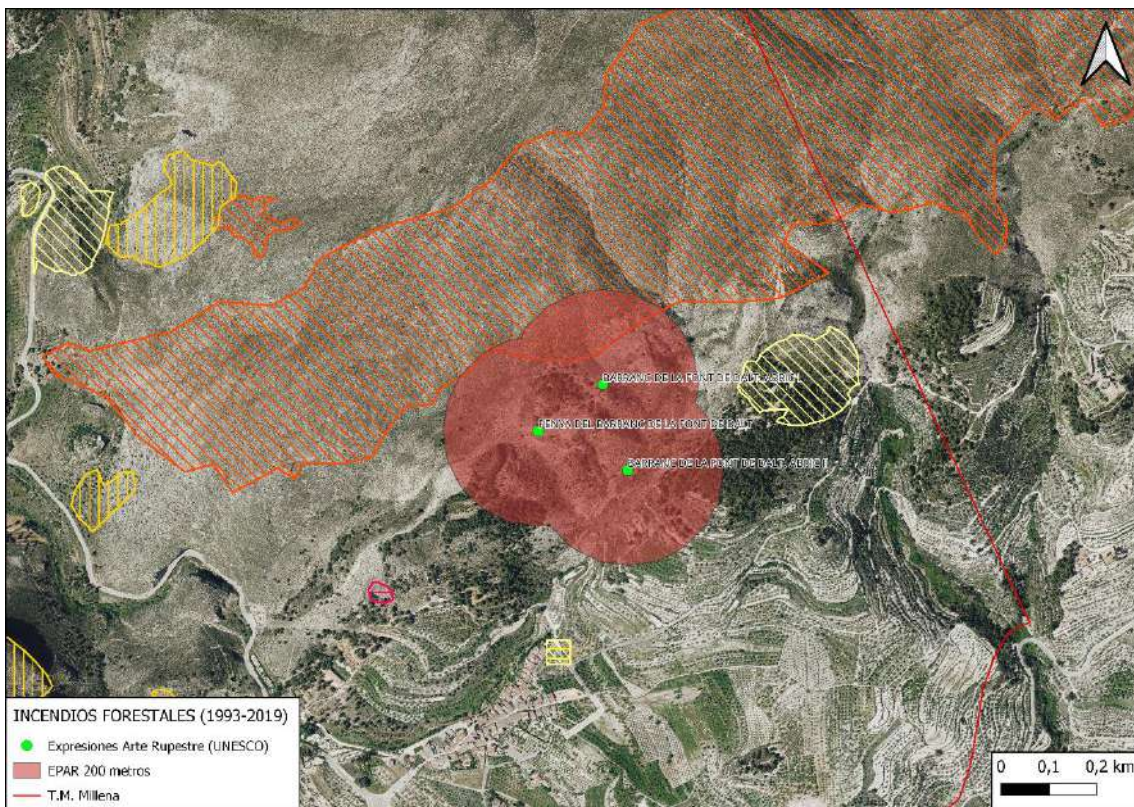 BARRANC DE LA FONT DE DALT. ABRIC I
PENYA DEL BARRANC DE LA FONT DE DALT
BARRANC DE LA FONT DE DALT. ABRIC II
INCENDIOS FORESTALES (1993-2019)
Expresiones Arte Rupestre (UNESCO)
EPAR 200 metros
T.M. Millena
0 0,1 0,2 km